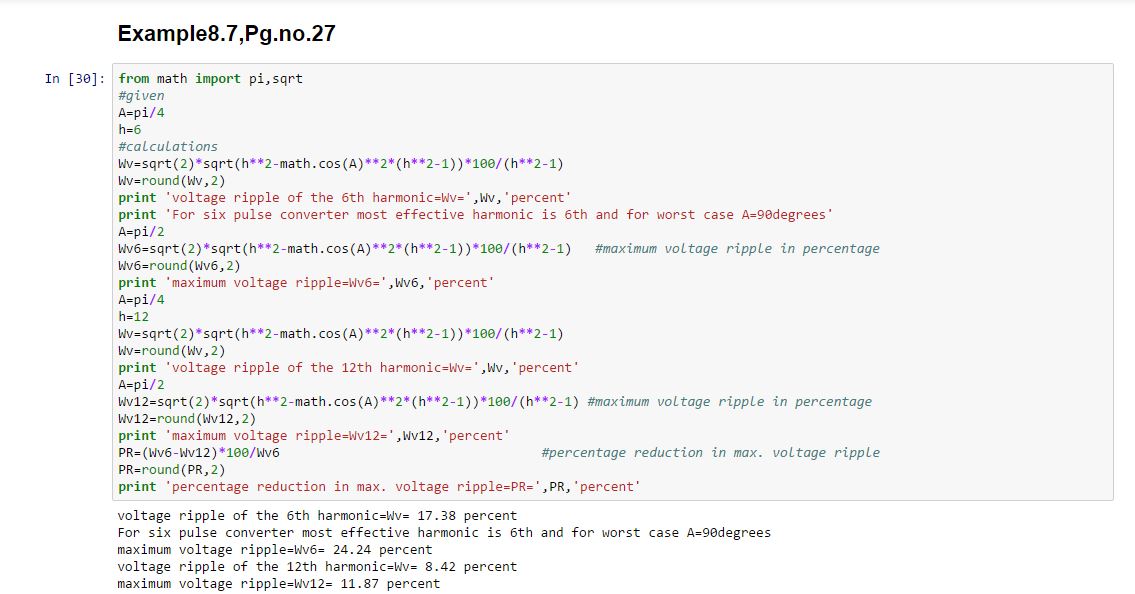 Example8.7,Pg.no.27
In [30]: from math import pi,sqrt
#given
A=pi/4
h=6
#calculations
Wv=sqrt(2)*sqrt(h**2-math.cos(A)**2*(h**2-1))*100/(h**2-1)
Wv=round(Wv,2)
print 'voltage ripple of the 6th harmonic=Wv=',Wv,'percent'
print 'For six pulse converter most effective harmonic is 6th and for worst case A=90degrees'
A=pi/2
Wv6=sqrt(2)*sqrt(h**2-math.cos(A)**2*(h**2-1))*100/(h**2-1)   #maximum voltage ripple in percentage
Wv6=round(Wv6,2)
print 'maximum voltage ripple=Wv6=',Wv6,'percent'
A=pi/4
h=12
Wv=sqrt(2)*sqrt(h**2-math.cos(A)**2*(h**2-1))*100/(h**2-1)
Wv=round(Wv,2)
print 'voltage ripple of the 12th harmonic=Wv=',Wv,'percent'
A=pi/2
Wv12=sqrt(2)*sqrt(h**2-math.cos(A)**2*(h**2-1))*100/(h**2-1) #maximum voltage ripple in percentage
Wv12=round(Wv12,2)
print 'maximum voltage ripple=Wv12=',Wv12,'percent'
PR=(Wv6-Wv12)*100/Wv6                                  #percentage reduction in max. voltage ripple
PR=round(PR,2)
print 'percentage reduction in max. voltage ripple=PR=',PR,'percent'
voltage ripple of the 6th harmonic=Wv= 17.38 percent
For six pulse converter most effective harmonic is 6th and for worst case A=90degrees
maximum voltage ripple=Wv6= 24.24 percent
voltage ripple of the 12th harmonic=Wv= 8.42 percent
maximum voltage ripple=Wv12= 11.87 percent